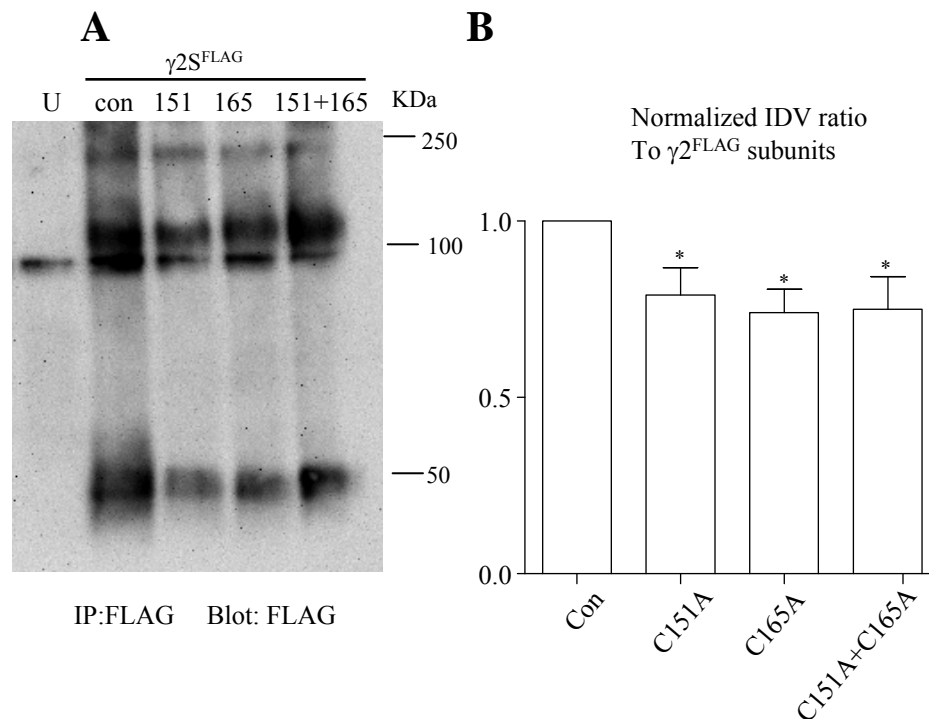 A
γ2S^FLAG
U con 151 165 151+165 KDa
250
100
50
IP:FLAG Blot: FLAG
B
Normalized IDV ratio
To γ2^FLAG subunits
1.0
* * *
0.5
0.0
Con C151A C165A C151A+C165A